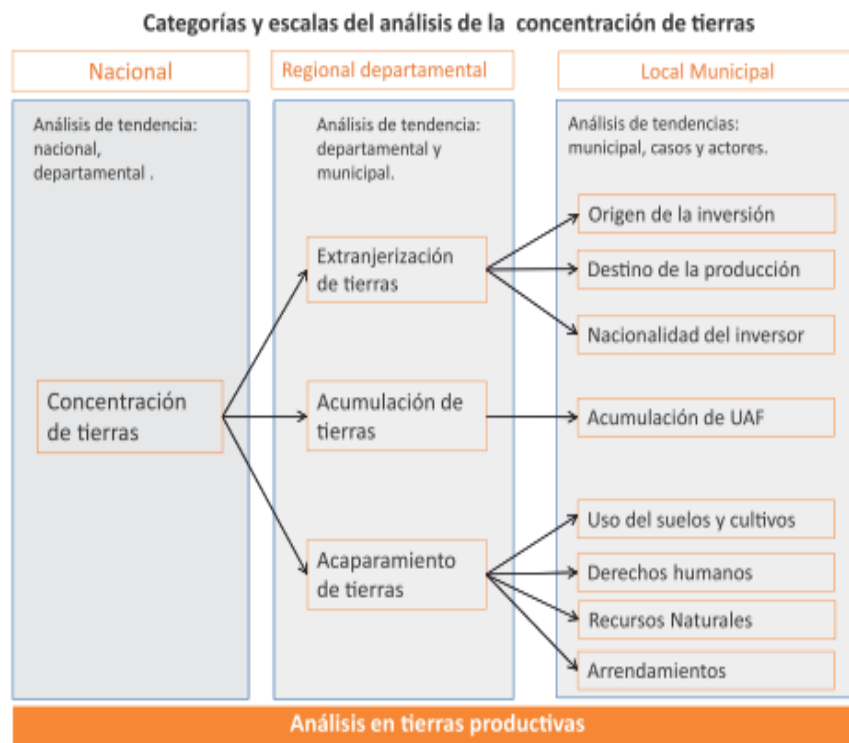 Categorías y escalas del análisis de la concentración de tierras
Nacional
Regional departamental
Local Municipal
Análisis de tendencia:
nacional,
departamental .
Análisis de tendencia:
departamental y
municipal.
Análisis de tendencias:
municipal, casos y actores.
Concentración
de tierras
Extranjerización
de tierras
Acumulación de
tierras
Acaparamiento
de tierras
Origen de la inversión
Destino de la producción
Nacionalidad del inversor
Acumulación de UAF
Uso del suelos y cultivos
Derechos humanos
Recursos Naturales
Arrendamientos
Análisis en tierras productivas